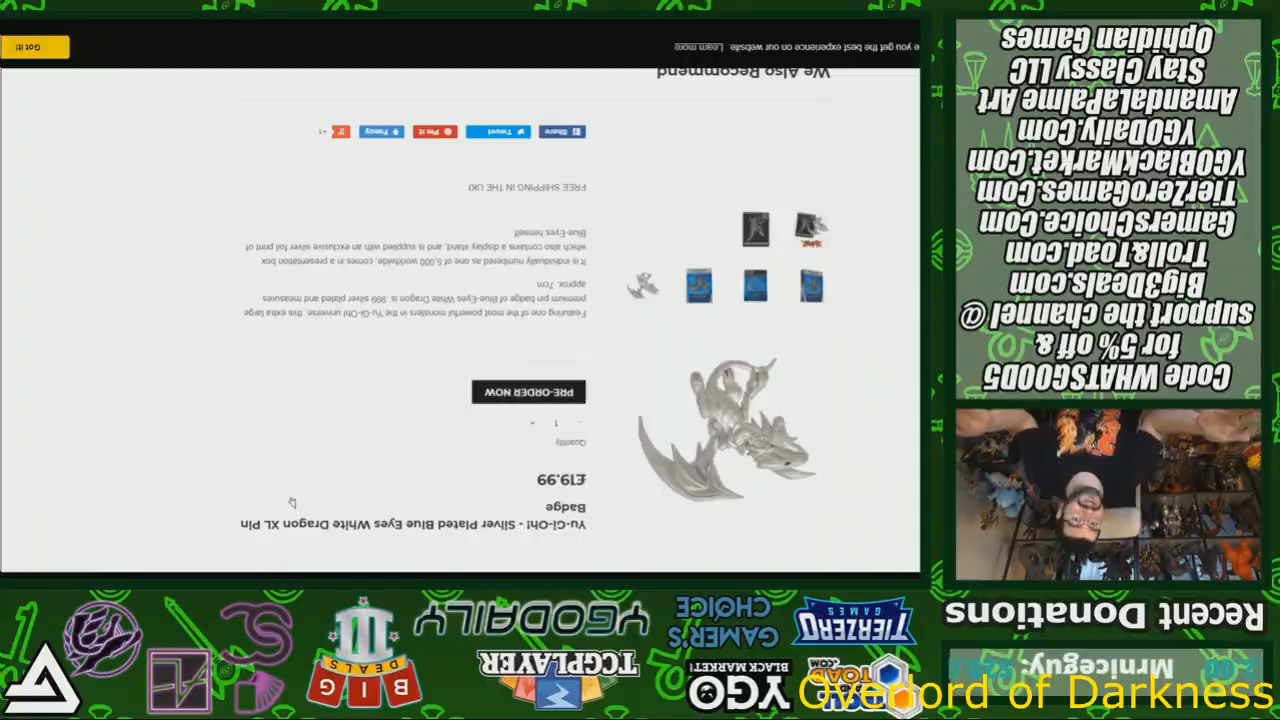 Code WHATSGOOD5
for 5% off &
support the channel @
Big3Deals.com
Troll&Toad.com
GamersChoice.Com
TierZeroGames.Com
YGOBlackMarket.Com
YGODaily.Com
AmandaLaPalme Art
Stay Classy LLC
Ophidian Games
Recent Donations
Mrniceguy:
TIERZERO
GAMES
GAMER'S
CHOICE
YGODAILY
BIG
DEALS
YGO
BLACK MARKET!
TCGPLAYER
Yu-Gi-Oh! - Silver Plated Blue Eyes White Dragon XL Pin
Badge
£19.99
Quantity
- 1 +
PRE-ORDER NOW
Featuring one of the most powerful monsters in the Yu-Gi-Oh! universe, this extra large
premium pin badge of Blue-Eyes White Dragon is .999 silver plated and measures
approx. 7cm.
It is individually numbered as one of 5,000 worldwide, comes in a presentation box
which also contains a display stand, and is supplied with an exclusive silver foil print of
Blue-Eyes himself
FREE SHIPPING IN THE UK!
Share
Tweet
Pin it
Fancy
+1
We Also Recommend
e you get the best experience on our website. Learn more
Got it!
Overlord of Darkness